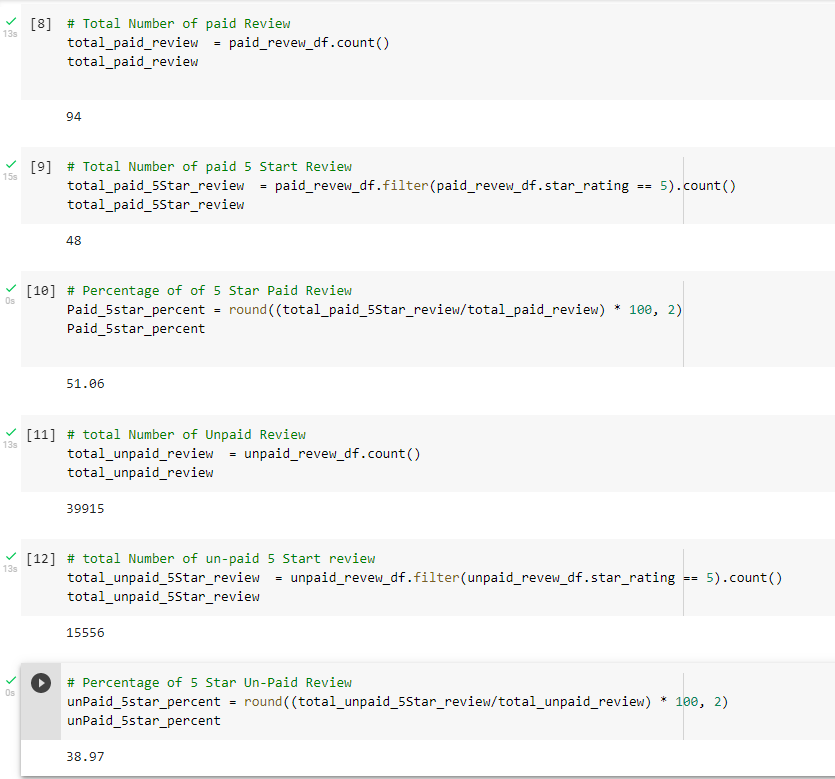 [8] # Total Number of paid Review
13s total_paid_review  = paid_revew_df.count()
total_paid_review
94
[9] # Total Number of paid 5 Start Review
15s total_paid_5Star_review  = paid_revew_df.filter(paid_revew_df.star_rating == 5).count()
total_paid_5Star_review
48
[10] # Percentage of of 5 Star Paid Review
0s Paid_5star_percent = round((total_paid_5Star_review/total_paid_review) * 100, 2)
Paid_5star_percent
51.06
[11] # total Number of Unpaid Review
13s total_unpaid_review  = unpaid_revew_df.count()
total_unpaid_review
39915
[12] # total Number of un-paid 5 Start review
13s total_unpaid_5Star_review  = unpaid_revew_df.filter(unpaid_revew_df.star_rating == 5).count()
total_unpaid_5Star_review
15556
# Percentage of 5 Star Un-Paid Review
0s unPaid_5star_percent = round((total_unpaid_5Star_review/total_unpaid_review) * 100, 2)
unPaid_5star_percent
38.97